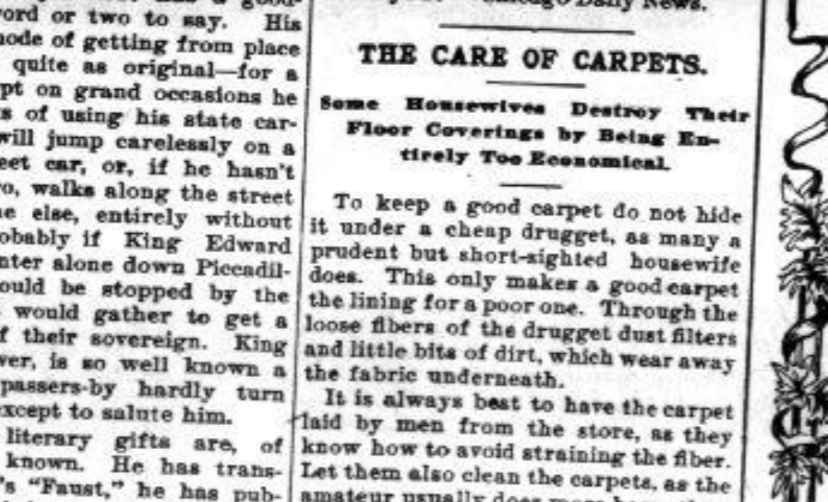 word or two to say. His
mode of getting from place
quite as original—for a
pt on grand occasions he
s of using his state car-
will jump carelessly on a
eet car, or, if he hasn't
o, walks along the street
ne else, entirely without
obably if King Edward
nter alone down Piccadil-
ould be stopped by the
would gather to get a
f their sovereign. King
ver, is so well known a
passers-by hardly turn
except to salute him.
literary gifts are, of
known. He has trans-
's "Faust," he has pub-
Daily News.
THE CARE OF CARPETS.
Some Housewives Destroy Their
Floor Coverings by Being En-
tirely Too Economical.
To keep a good carpet do not hide
it under a cheap drugget, as many a
prudent but short-sighted housewife
does. This only makes a good carpet
the lining for a poor one. Through the
loose fibers of the drugget dust filters
and little bits of dirt, which wear away
the fabric underneath.
It is always best to have the carpet
laid by men from the store, as they
know how to avoid straining the fiber.
Let them also clean the carpets, as the
amateur usually does more